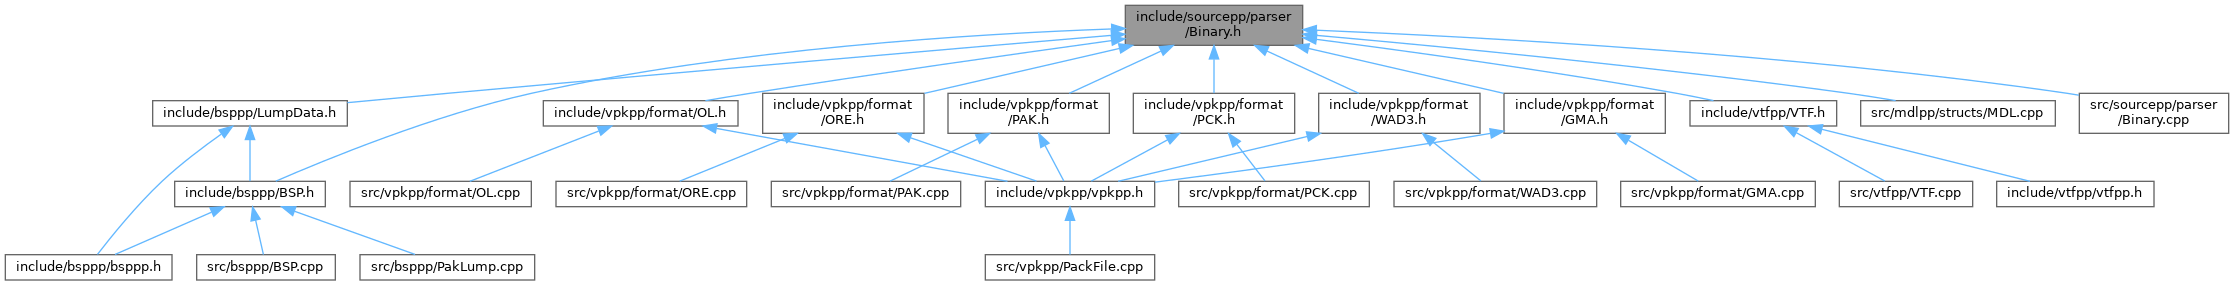 include/sourcepp/parser
/Binary.h
include/bsppp/LumpData.h
include/vpkpp/format/OL.h
include/vpkpp/format
/ORE.h
include/vpkpp/format
/PAK.h
include/vpkpp/format
/PCK.h
include/vpkpp/format
/WAD3.h
include/vpkpp/format
/GMA.h
include/vtfpp/VTF.h
src/mdlpp/structs/MDL.cpp
src/sourcepp/parser
/Binary.cpp
include/bsppp/BSP.h
src/vpkpp/format/OL.cpp
src/vpkpp/format/ORE.cpp
src/vpkpp/format/PAK.cpp
include/vpkpp/vpkpp.h
src/vpkpp/format/PCK.cpp
src/vpkpp/format/WAD3.cpp
src/vpkpp/format/GMA.cpp
src/vtfpp/VTF.cpp
include/vtfpp/vtfpp.h
include/bsppp/bsppp.h
src/bsppp/BSP.cpp
src/bsppp/PakLump.cpp
src/vpkpp/PackFile.cpp